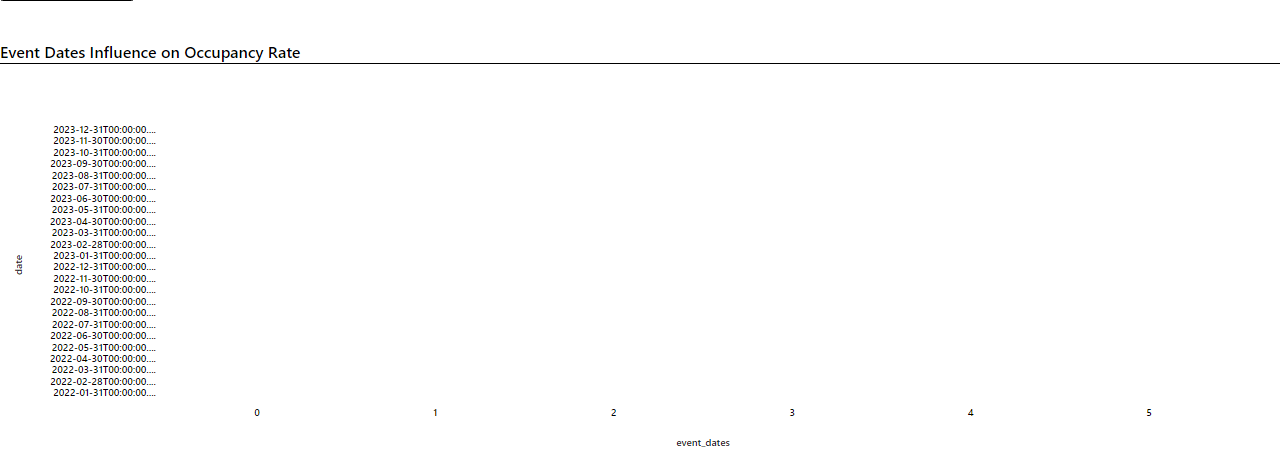 Event Dates Influence on Occupancy Rate
2023-12-31T00:00:00....
2023-11-30T00:00:00....
2023-10-31T00:00:00....
2023-09-30T00:00:00....
2023-08-31T00:00:00....
2023-07-31T00:00:00....
2023-06-30T00:00:00....
2023-05-31T00:00:00....
2023-04-30T00:00:00....
2023-03-31T00:00:00....
2023-02-28T00:00:00....
2023-01-31T00:00:00....
2022-12-31T00:00:00....
2022-11-30T00:00:00....
2022-10-31T00:00:00....
2022-09-30T00:00:00....
2022-08-31T00:00:00....
2022-07-31T00:00:00....
2022-06-30T00:00:00....
2022-05-31T00:00:00....
2022-04-30T00:00:00....
2022-03-31T00:00:00....
2022-02-28T00:00:00....
2022-01-31T00:00:00....
date
0 1 2 3 4 5
event_dates